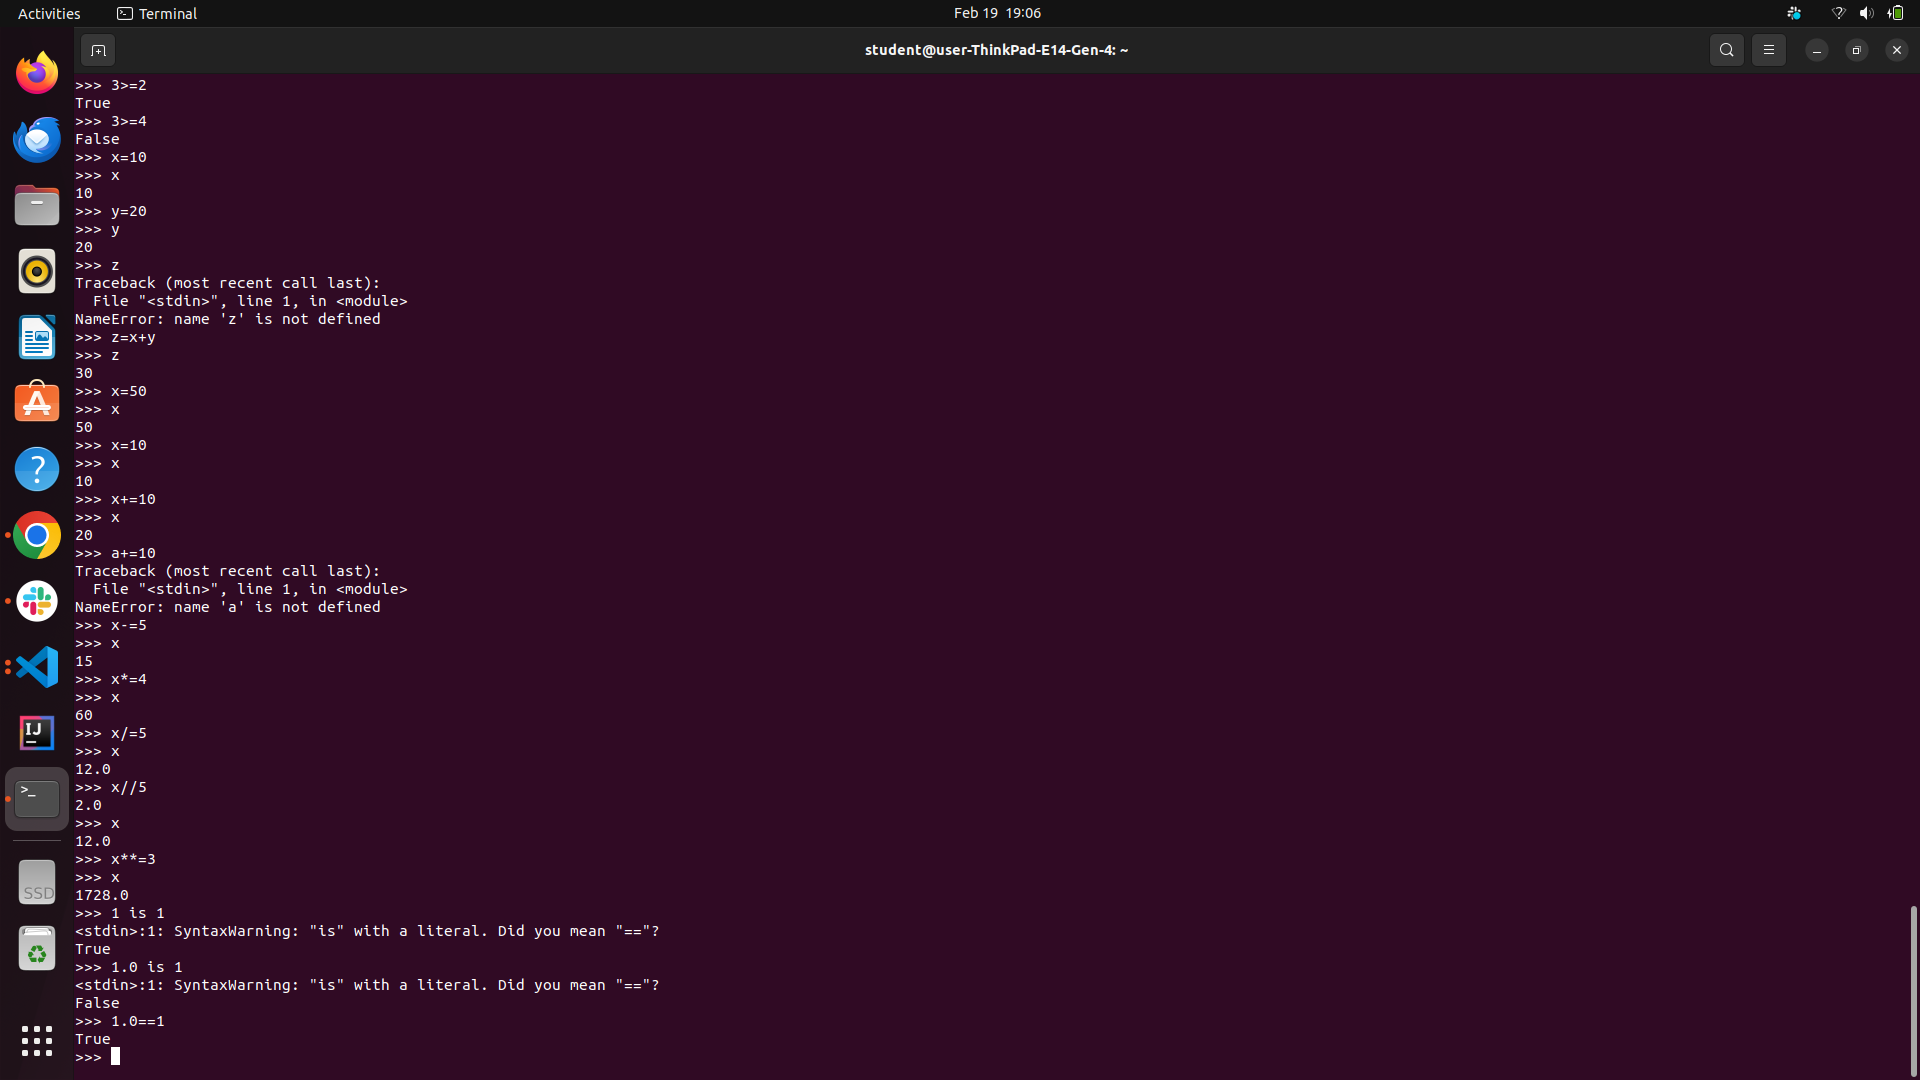 Activities
Terminal
Feb 19 19:06
student@user-ThinkPad-E14-Gen-4: ~
>>> 3>=2
True
>>> 3>=4
False
>>> x=10
>>> x
10
>>> y=20
>>> y
20
>>> z
Traceback (most recent call last):
  File "<stdin>", line 1, in <module>
NameError: name 'z' is not defined
>>> z=x+y
>>> z
30
>>> x=50
>>> x
50
>>> x=10
>>> x
10
>>> x+=10
>>> x
20
>>> a+=10
Traceback (most recent call last):
  File "<stdin>", line 1, in <module>
NameError: name 'a' is not defined
>>> x-=5
>>> x
15
>>> x*=4
>>> x
60
>>> x/=5
>>> x
12.0
>>> x//5
2.0
>>> x
12.0
>>> x**=3
>>> x
1728.0
>>> 1 is 1
<stdin>:1: SyntaxWarning: "is" with a literal. Did you mean "=="?
True
>>> 1.0 is 1
<stdin>:1: SyntaxWarning: "is" with a literal. Did you mean "=="?
False
>>> 1.0==1
True
>>>
IJ
>_
SSD